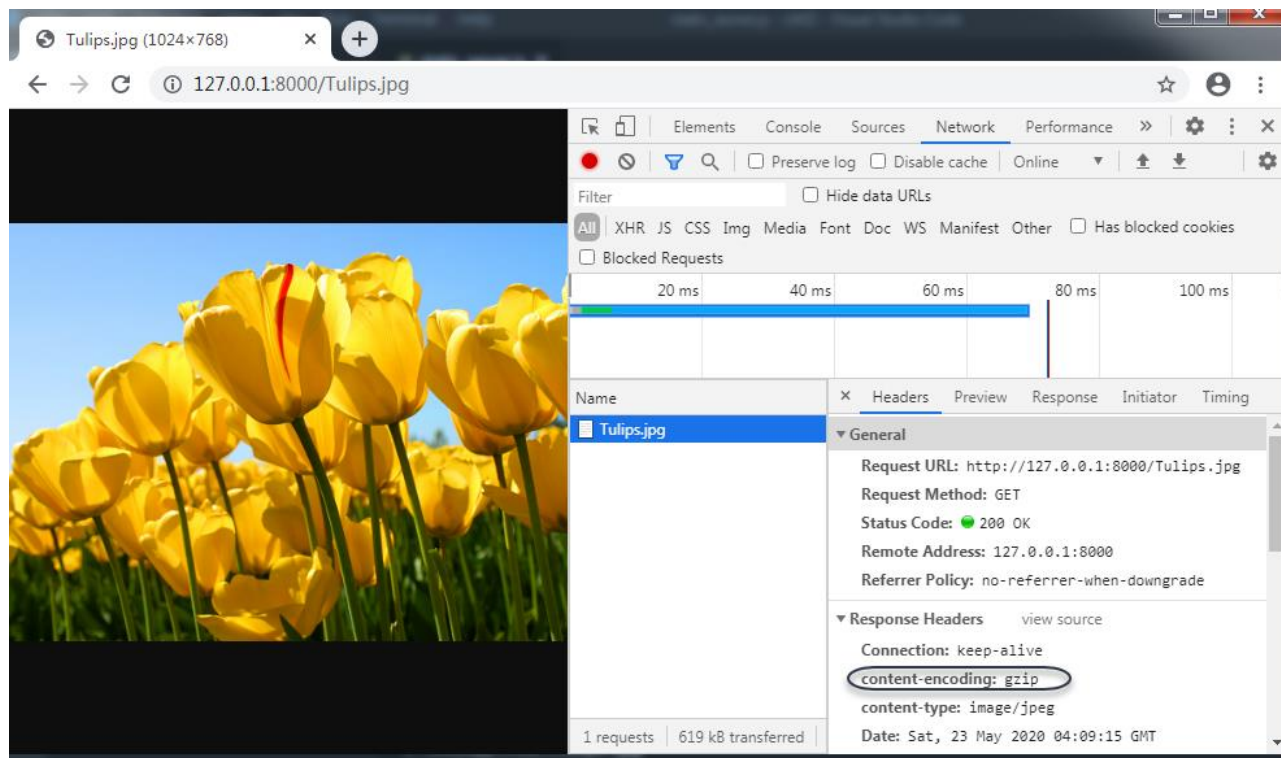 Tulips.jpg (1024×768)
127.0.0.1:8000/Tulips.jpg
Elements Console Sources Network Performance
Preserve log Disable cache Online
Filter Hide data URLs
All XHR JS CSS Img Media Font Doc WS Manifest Other Has blocked cookies
Blocked Requests
20 ms 40 ms 60 ms 80 ms 100 ms
Name
Tulips.jpg
Headers Preview Response Initiator Timing
General
Request URL: http://127.0.0.1:8000/Tulips.jpg
Request Method: GET
Status Code: 200 OK
Remote Address: 127.0.0.1:8000
Referrer Policy: no-referrer-when-downgrade
Response Headers view source
Connection: keep-alive
content-encoding: gzip
content-type: image/jpeg
Date: Sat, 23 May 2020 04:09:15 GMT
1 requests 619 kB transferred